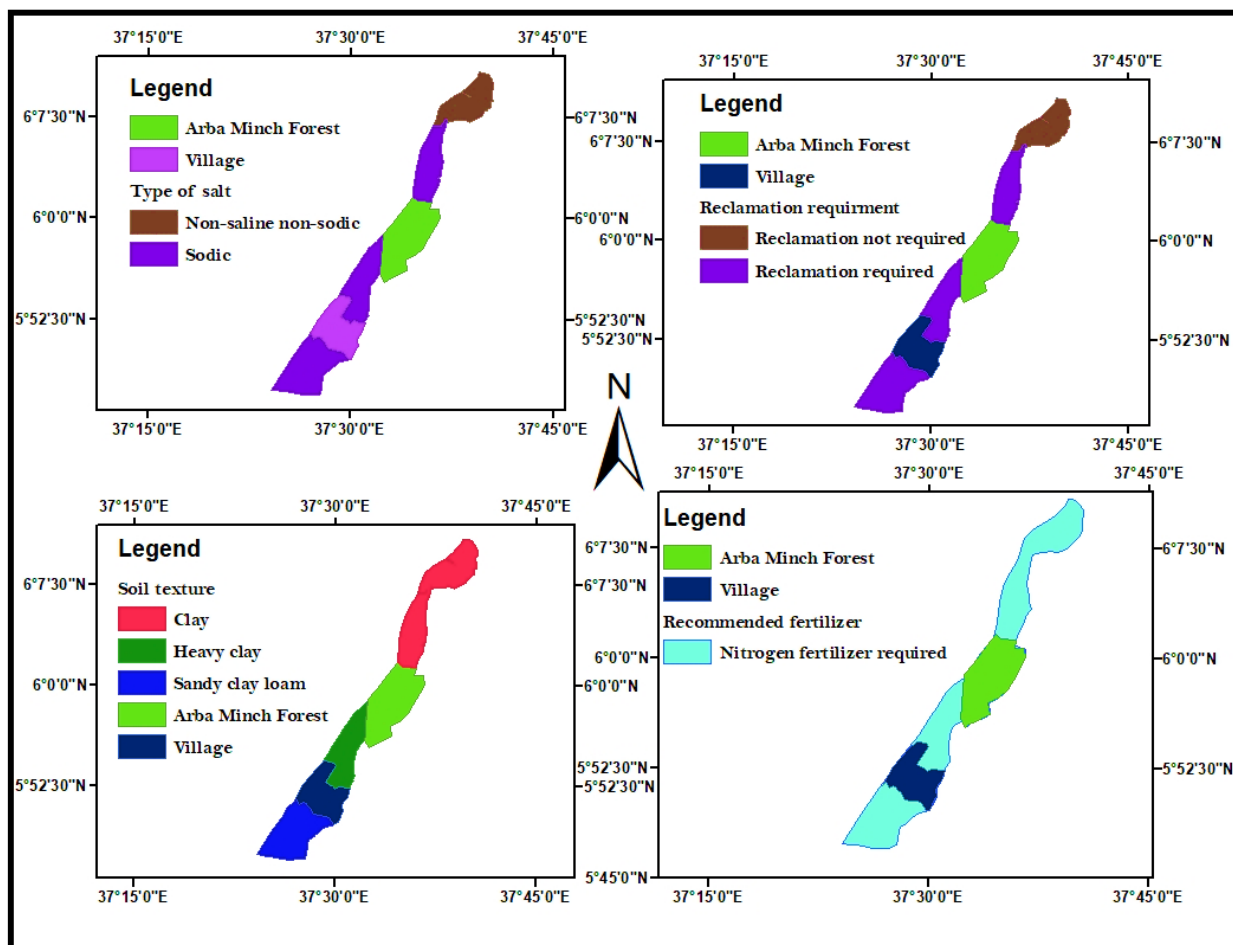 37°15'0"E 37°30'0"E 37°45'0"E
Legend
Arba Minch Forest
Village
Type of salt
Non-saline non-sodic
Sodic
6°7'30"N 6°7'30"N
6°0'0"N 6°0'0"N
5°52'30"N 5°52'30"N
37°15'0"E 37°30'0"E 37°45'0"E
37°15'0"E 37°30'0"E 37°45'0"E
Legend
Arba Minch Forest
Village
Reclamation requirment
Reclamation not required
Reclamation required
6°7'30"N 6°7'30"N
6°0'0"N 6°0'0"N
5°52'30"N 5°52'30"N
37°15'0"E 37°30'0"E 37°45'0"E
N
37°15'0"E 37°30'0"E 37°45'0"E
Legend
Soil texture
Clay
Heavy clay
Sandy clay loam
Arba Minch Forest
Village
6°7'30"N 6°7'30"N
6°0'0"N 6°0'0"N
5°52'30"N 5°52'30"N
37°15'0"E 37°30'0"E 37°45'0"E
37°15'0"E 37°30'0"E 37°45'0"E
Legend
Arba Minch Forest
Village
Recommended fertilizer
Nitrogen fertilizer required
6°7'30"N 6°7'30"N
6°0'0"N 6°0'0"N
5°52'30"N 5°52'30"N
5°45'0"N
37°15'0"E 37°30'0"E 37°45'0"E